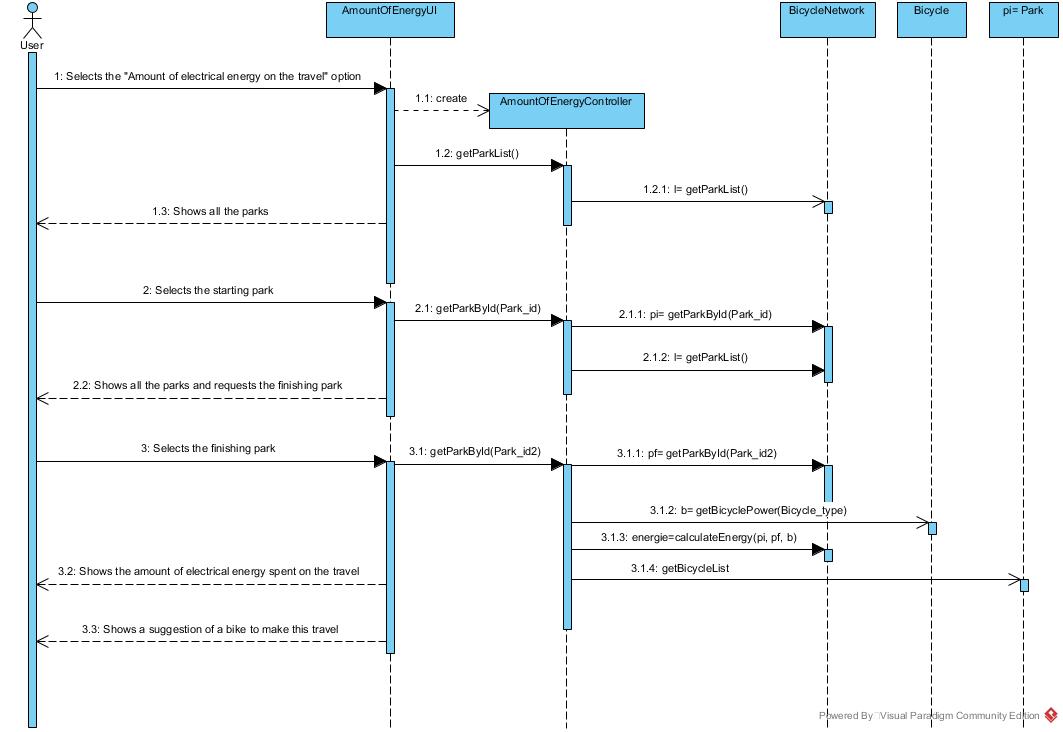 AmountOfEnergyUI
BicycleNetwork
Bicycle
pi= Park
User
1: Selects the "Amount of electrical energy on the travel" option
1.1: create
AmountOfEnergyController
1.2: getParkList()
1.2.1: l= getParkList()
1.3: Shows all the parks
2: Selects the starting park
2.1: getParkById(Park_id)
2.1.1: pi= getParkById(Park_id)
2.1.2: l= getParkList()
2.2: Shows all the parks and requests the finishing park
3: Selects the finishing park
3.1: getParkById(Park_id2)
3.1.1: pf= getParkById(Park_id2)
3.1.2: b= getBicyclePower(Bicycle_type)
3.1.3: energie=calculateEnergy(pi, pf, b)
3.1.4: getBicycleList
3.2: Shows the amount of electrical energy spent on the travel
3.3: Shows a suggestion of a bike to make this travel
Powered By Visual Paradigm Community Edition